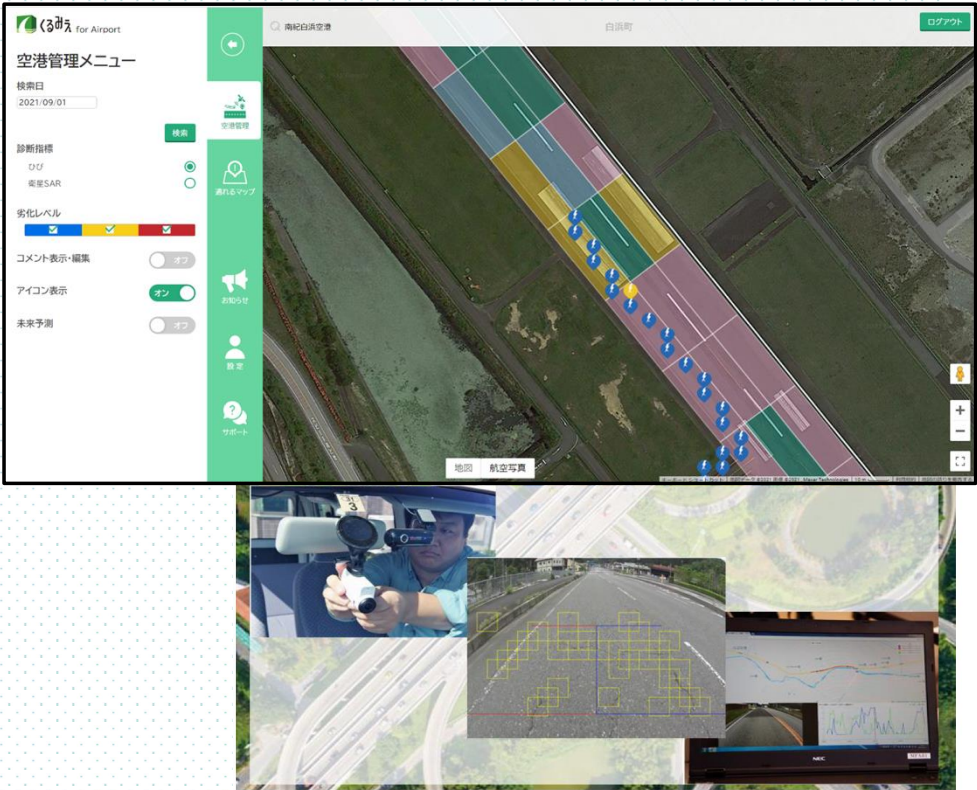 くるみえ for Airport
空港管理メニュー
検索日
2021/09/01
検索
診断指標
ひび
衛星SAR
劣化レベル
コメント表示・編集
オフ
アイコン表示
オン
未来予測
オフ
空港管理
通れるマップ
お知らせ
設定
サポート
南紀白浜空港
白浜町
ログアウト
地図
航空写真
3
NEC